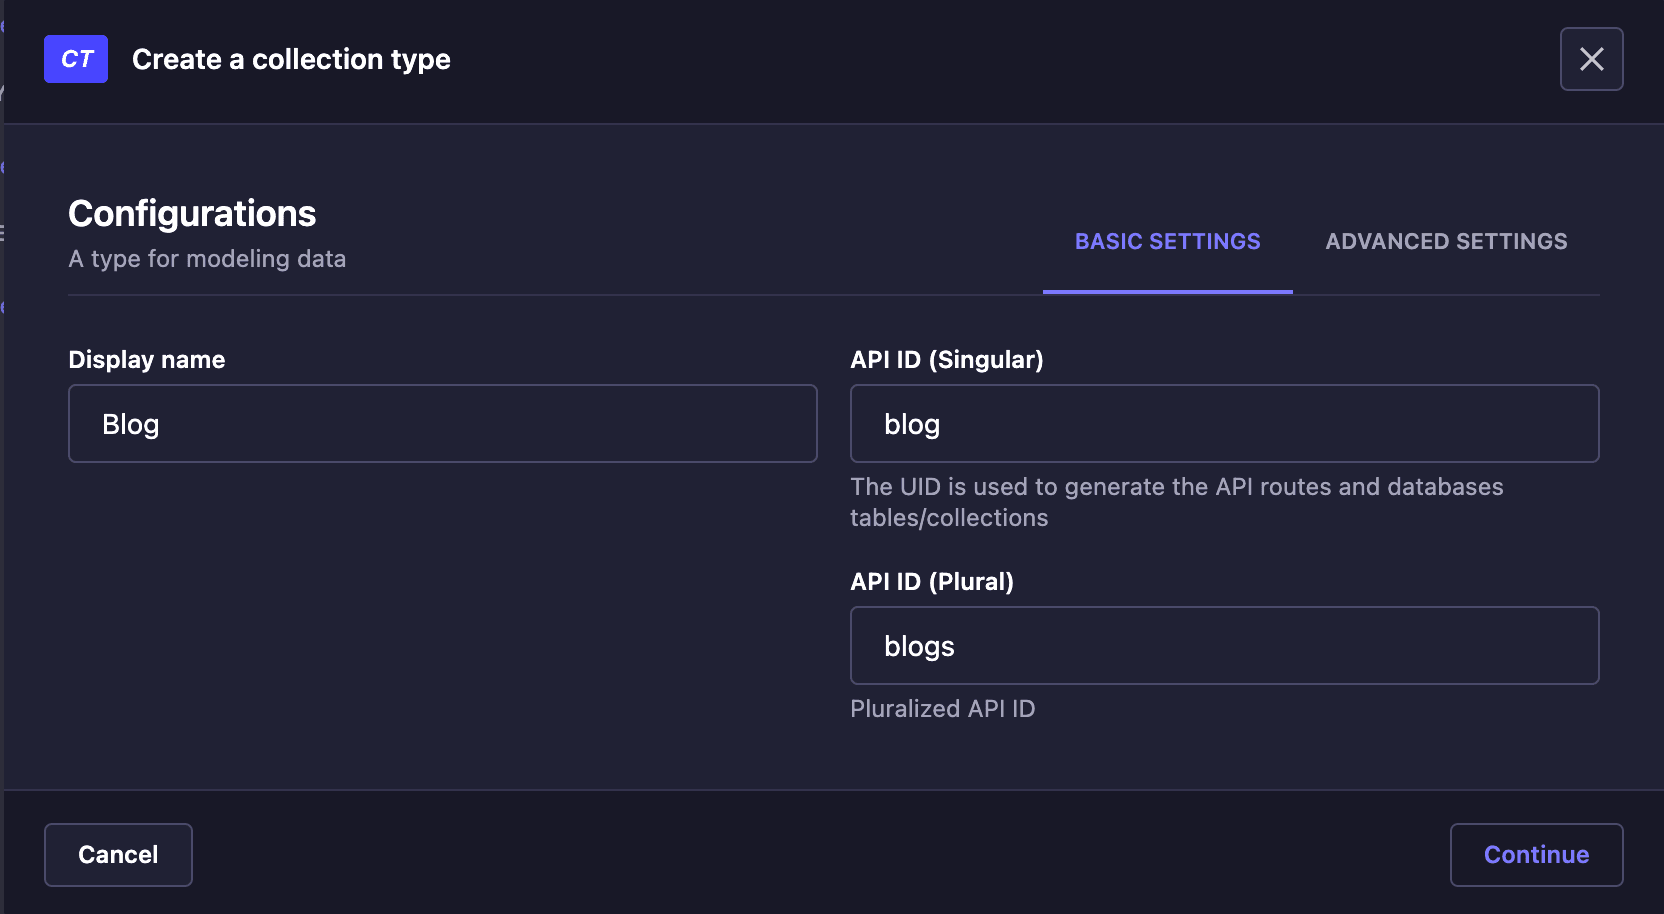 CT
Create a collection type
Configurations
A type for modeling data
BASIC SETTINGS
ADVANCED SETTINGS
Display name
Blog
API ID (Singular)
blog
The UID is used to generate the API routes and databases
tables/collections
API ID (Plural)
blogs
Pluralized API ID
Cancel
Continue